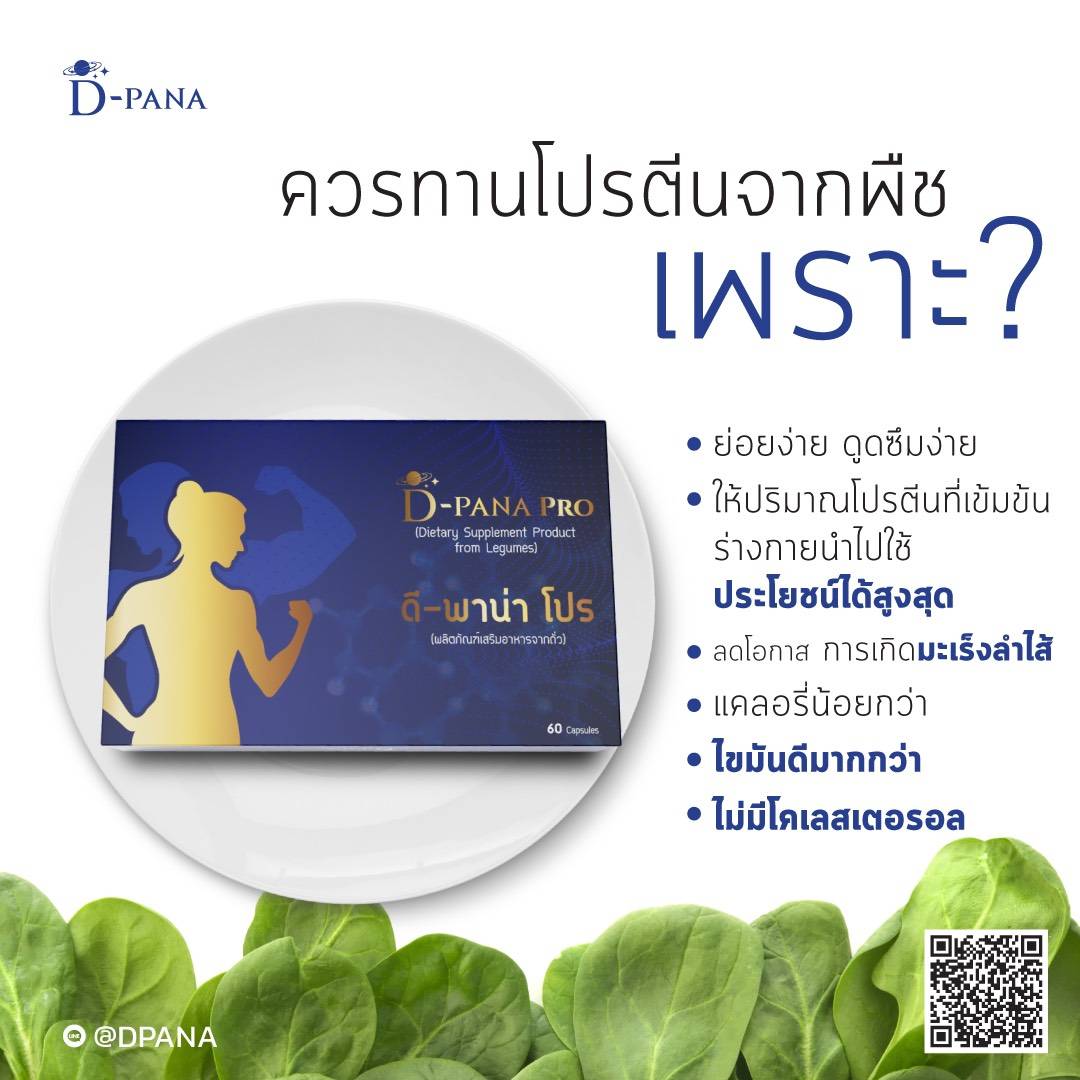 D-PANA
ควรทานโปรตีนจากพืช
เพราะ?
D-PANA PRO
(Dietary Supplement Product
from Legumes)
ดี-พาน่า โปร
(ผลิตภัณฑ์เสริมอาหารจากถั่ว)
60 Capsules
• ย่อยง่าย ดูดซึมง่าย
• ให้ปริมาณโปรตีนที่เข้มข้น
ร่างกายนำไปใช้
ประโยชน์ได้สูงสุด
• ลดโอกาส การเกิดมะเร็งลำไส้
• แคลอรี่น้อยกว่า
• ไขมันดีมากกว่า
• ไม่มีโคเลสเตอรอล
LINE @DPANA